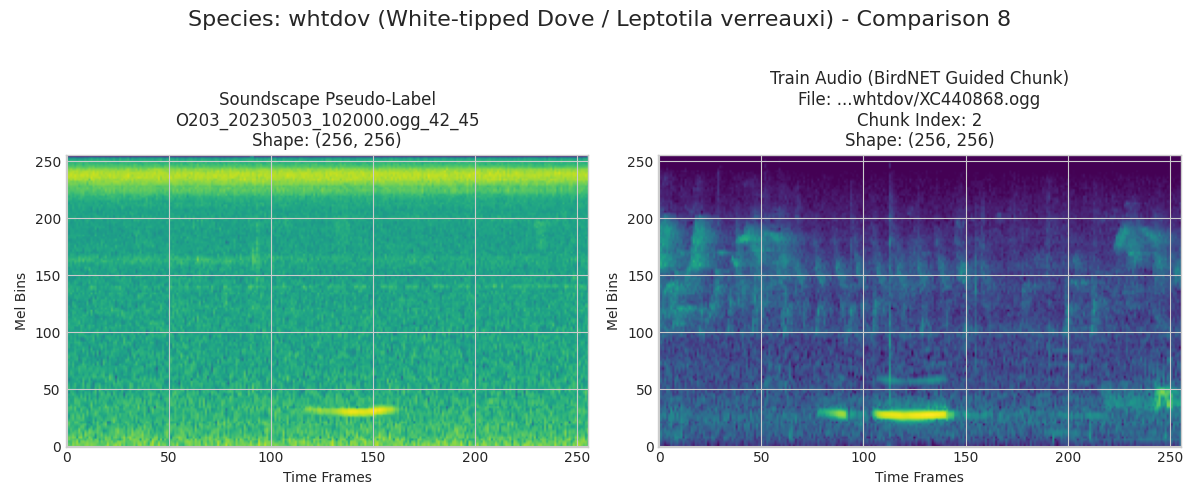 Species: whtdov (White-tipped Dove / Leptotila verreauxi) - Comparison 8
Soundscape Pseudo-Label
O203_20230503_102000.ogg_42_45
Shape: (256, 256)
Train Audio (BirdNET Guided Chunk)
File: ...whtdov/XC440868.ogg
Chunk Index: 2
Shape: (256, 256)
250
200
150
100
50
0
Mel Bins
0
50
100
150
200
250
Time Frames
250
200
150
100
50
0
Mel Bins
0
50
100
150
200
250
Time Frames